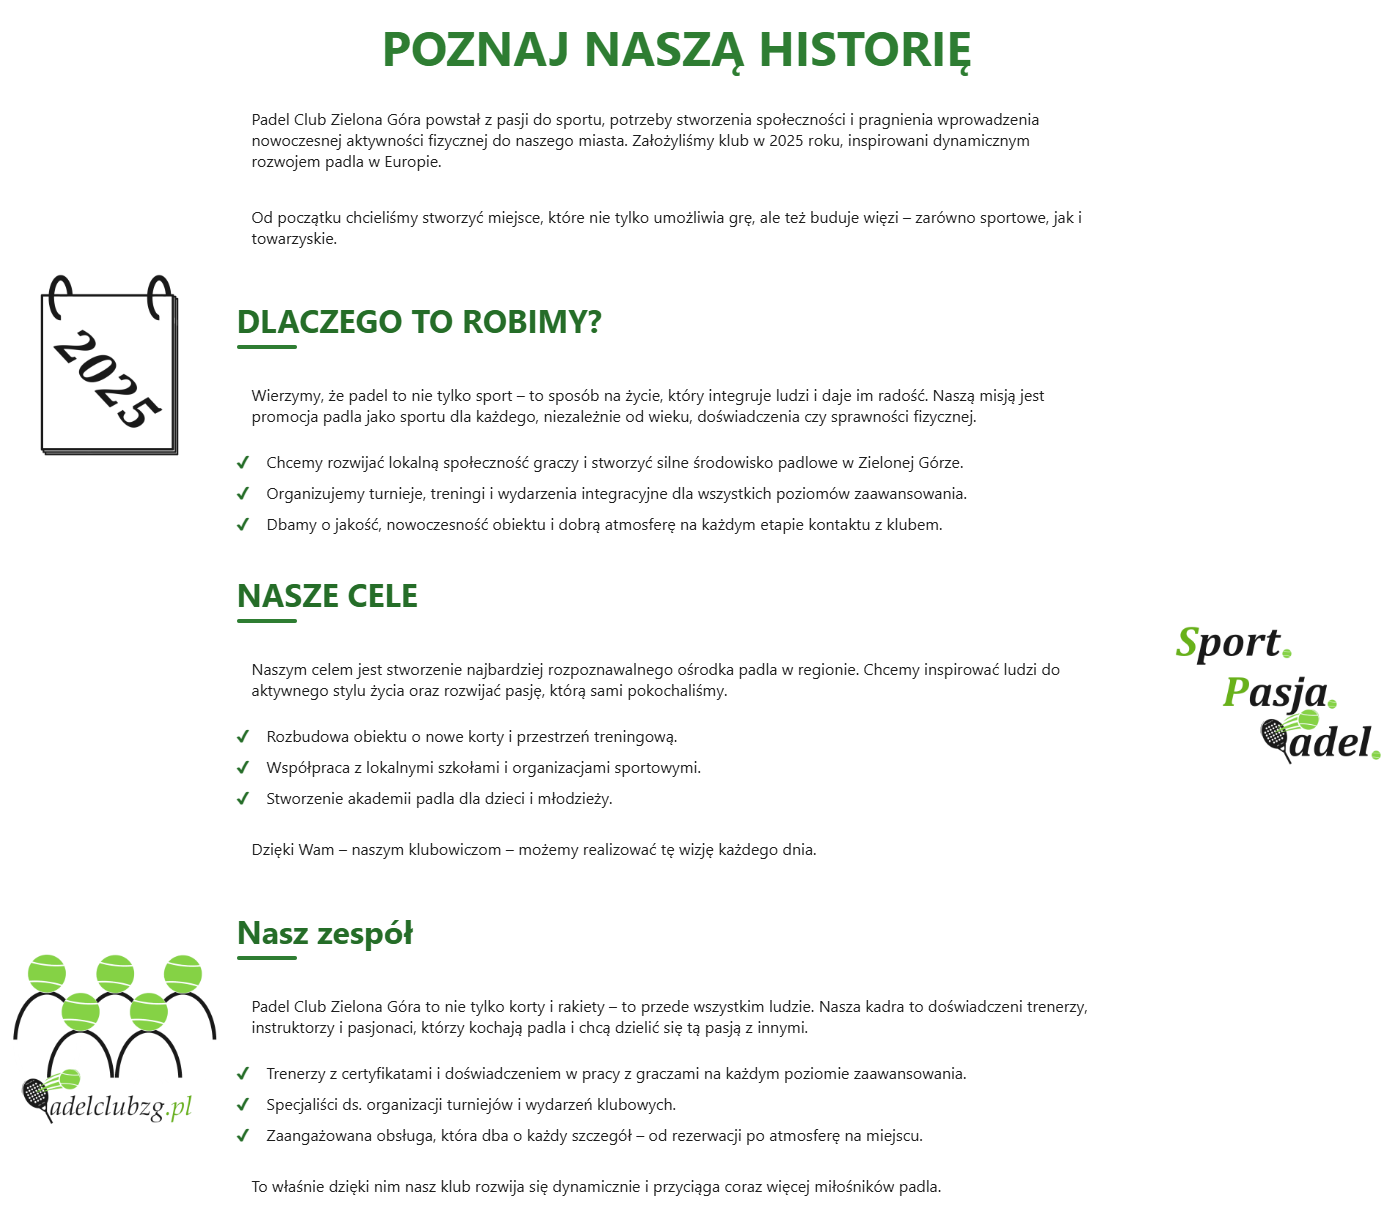 POZNAJ NASZĄ HISTORIĘ
Padel Club Zielona Góra powstał z pasji do sportu, potrzeby stworzenia społeczności i pragnienia wprowadzenia
nowoczesnej aktywności fizycznej do naszego miasta. Założyliśmy klub w 2025 roku, inspirowani dynamicznym
rozwojem padla w Europie.
Od początku chcieliśmy stworzyć miejsce, które nie tylko umożliwia grę, ale też buduje więzi – zarówno sportowe, jak i
towarzyskie.
2025
DLACZEGO TO ROBIMY?
Wierzymy, że padel to nie tylko sport – to sposób na życie, który integruje ludzi i daje im radość. Naszą misją jest
promocja padla jako sportu dla każdego, niezależnie od wieku, doświadczenia czy sprawności fizycznej.
✔ Chcemy rozwijać lokalną społeczność graczy i stworzyć silne środowisko padlowe w Zielonej Górze.
✔ Organizujemy turnieje, treningi i wydarzenia integracyjne dla wszystkich poziomów zaawansowania.
✔ Dbamy o jakość, nowoczesność obiektu i dobrą atmosferę na każdym etapie kontaktu z klubem.
NASZE CELE
Naszym celem jest stworzenie najbardziej rozpoznawalnego ośrodka padla w regionie. Chcemy inspirować ludzi do
aktywnego stylu życia oraz rozwijać pasję, którą sami pokochaliśmy.
✔ Rozbudowa obiektu o nowe korty i przestrzeń treningową.
✔ Współpraca z lokalnymi szkołami i organizacjami sportowymi.
✔ Stworzenie akademii padla dla dzieci i młodzieży.
Dzięki Wam – naszym klubowiczom – możemy realizować tę wizję każdego dnia.
Sport.
Pasja.
adel.
Nasz zespół
Padel Club Zielona Góra to nie tylko korty i rakiety – to przede wszystkim ludzie. Nasza kadra to doświadczeni trenerzy,
instruktorzy i pasjonaci, którzy kochają padla i chcą dzielić się tą pasją z innymi.
✔ Trenerzy z certyfikatami i doświadczeniem w pracy z graczami na każdym poziomie zaawansowania.
✔ Specjaliści ds. organizacji turniejów i wydarzeń klubowych.
✔ Zaangażowana obsługa, która dba o każdy szczegół – od rezerwacji po atmosferę na miejscu.
To właśnie dzięki nim nasz klub rozwija się dynamicznie i przyciąga coraz więcej miłośników padla.
adelclubzg.pl